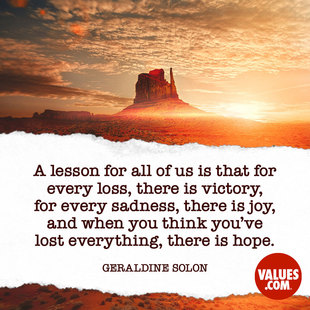 A lesson for all of us is that for
every loss, there is victory,
for every sadness, there is joy,
and when you think you've
lost everything, there is hope.
GERALDINE SOLON
VALUES
.COM®